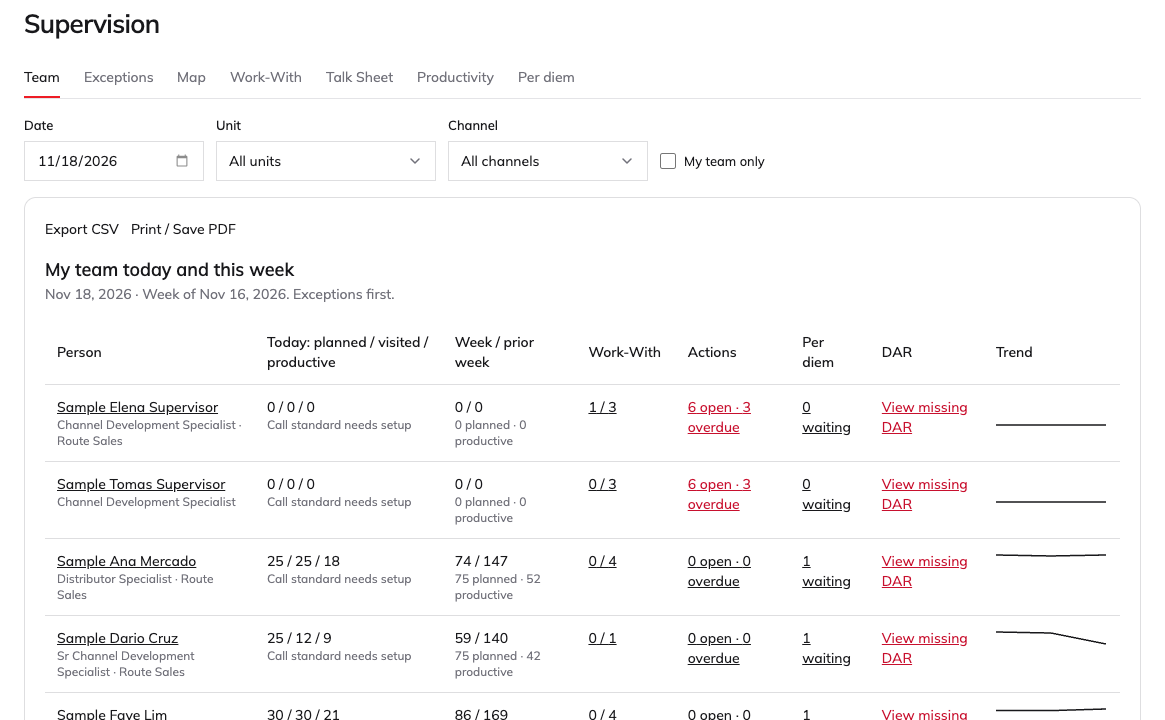 Supervision
Team Exceptions Map Work-With Talk Sheet Productivity Per diem
Date Unit Channel
11/18/2026 All units All channels My team only
Export CSV Print / Save PDF
My team today and this week
Nov 18, 2026 · Week of Nov 16, 2026. Exceptions first.
Person Today: planned / visited / productive Week / prior week Work-With Actions Per diem DAR Trend
Sample Elena Supervisor 0 / 0 / 0 0 / 0 1 / 3 6 open · 3 0 View missing
Channel Development Specialist · Call standard needs setup 0 planned · 0 overdue waiting DAR
Route Sales productive
Sample Tomas Supervisor 0 / 0 / 0 0 / 0 0 / 3 6 open · 3 0 View missing
Channel Development Specialist Call standard needs setup 0 planned · 0 overdue waiting DAR
productive
Sample Ana Mercado 25 / 25 / 18 74 / 147 0 / 4 0 open · 0 1 View missing
Distributor Specialist · Route Call standard needs setup 75 planned · 52 overdue waiting DAR
Sales productive
Sample Dario Cruz 25 / 12 / 9 59 / 140 0 / 1 0 open · 0 1 View missing
Sr Channel Development Call standard needs setup 75 planned · 42 overdue waiting DAR
Specialist · Route Sales productive
Sample Faye Lim 30 / 30 / 21 86 / 169 0 / 4 0 open · 0 1 View missing